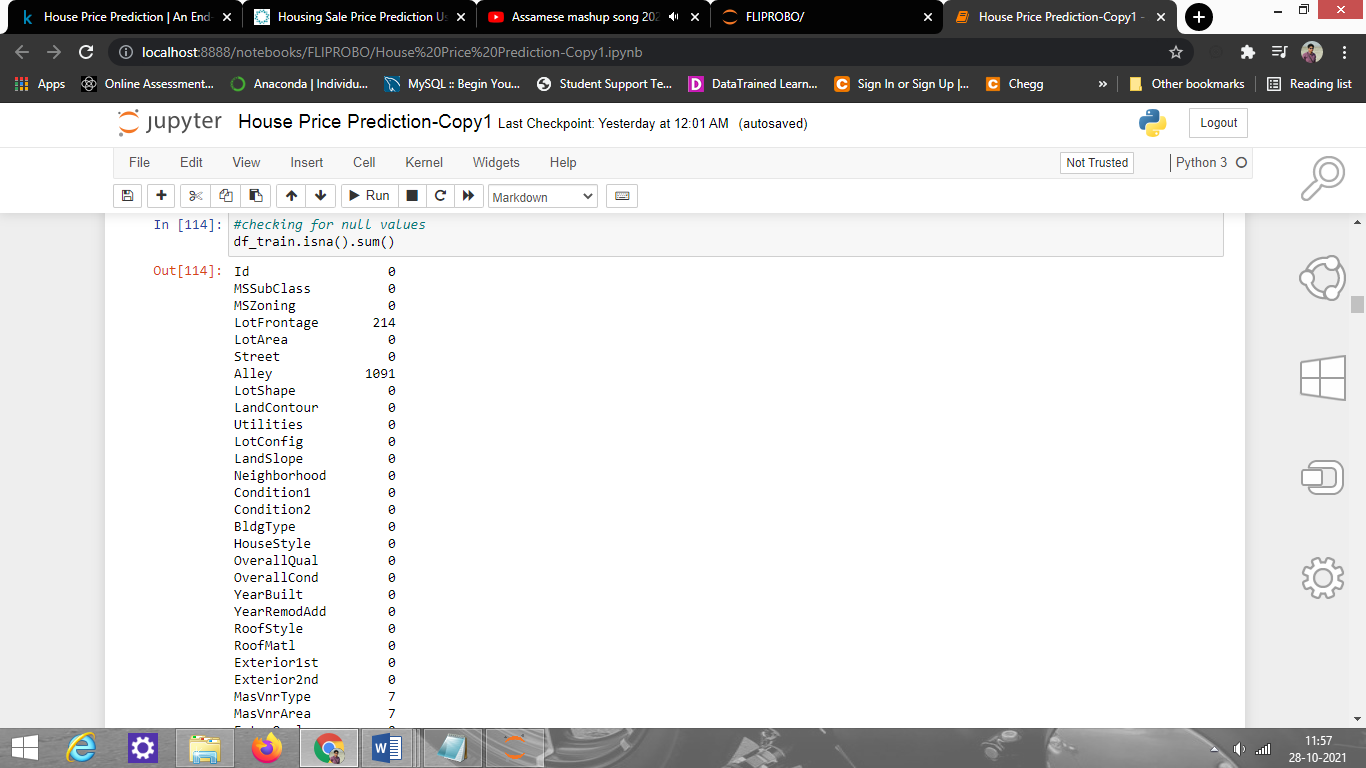 House Price Prediction | An End-
Housing Sale Price Prediction Us
Assamese mashup song 202
FLIPROBO/
House Price Prediction-Copy1 -
localhost:8888/notebooks/FLIPROBO/House%20Price%20Prediction-Copy1.ipynb
Apps
Online Assessment...
Anaconda | Individu...
MySQL :: Begin You...
Student Support Te...
DataTrained Learn...
Sign In or Sign Up |...
Chegg
»
Other bookmarks
Reading list
jupyter House Price Prediction-Copy1 Last Checkpoint: Yesterday at 12:01 AM (autosaved)
Logout
File Edit View Insert Cell Kernel Widgets Help
Not Trusted
Python 3
Run
Markdown
In [114]: #checking for null values
df_train.isna().sum()
Out[114]: Id 0
MSSubClass 0
MSZoning 0
LotFrontage 214
LotArea 0
Street 0
Alley 1091
LotShape 0
LandContour 0
Utilities 0
LotConfig 0
LandSlope 0
Neighborhood 0
Condition1 0
Condition2 0
BldgType 0
HouseStyle 0
OverallQual 0
OverallCond 0
YearBuilt 0
YearRemodAdd 0
RoofStyle 0
RoofMatl 0
Exterior1st 0
Exterior2nd 0
MasVnrType 7
MasVnrArea 7
11:57
28-10-2021